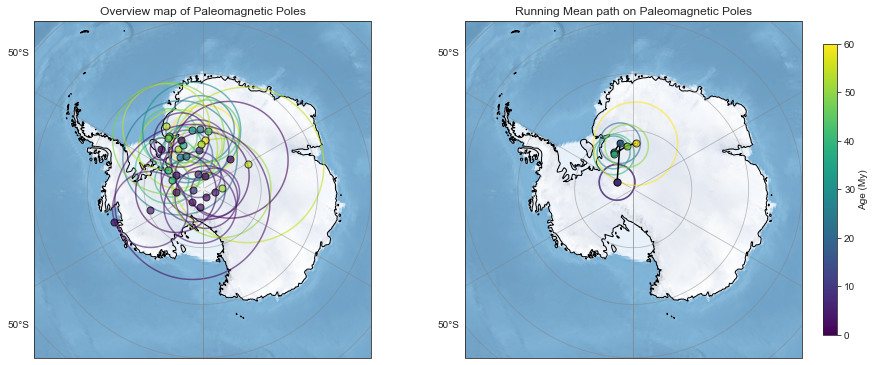 Overview map of Paleomagnetic Poles
50°S
50°S
Running Mean path on Paleomagnetic Poles
50°S
50°S
60
50
40
30
20
10
0
Age (My)